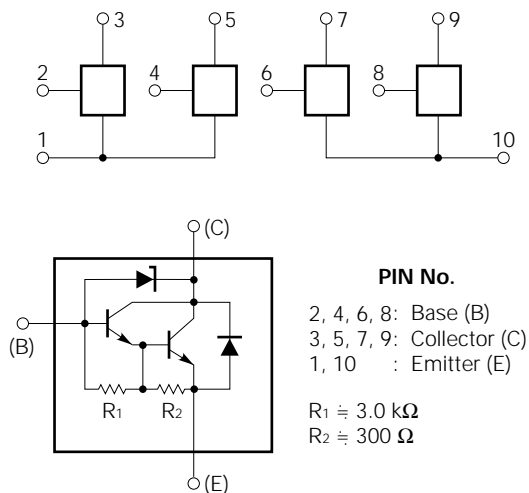 3 5 7 9
2 4 6 8
1 10
(C)
PIN No.
(B)
2, 4, 6, 8: Base (B)
3, 5, 7, 9: Collector (C)
1, 10 : Emitter (E)
R1 R2
R1 ≒ 3.0 kΩ
R2 ≒ 300 Ω
(E)